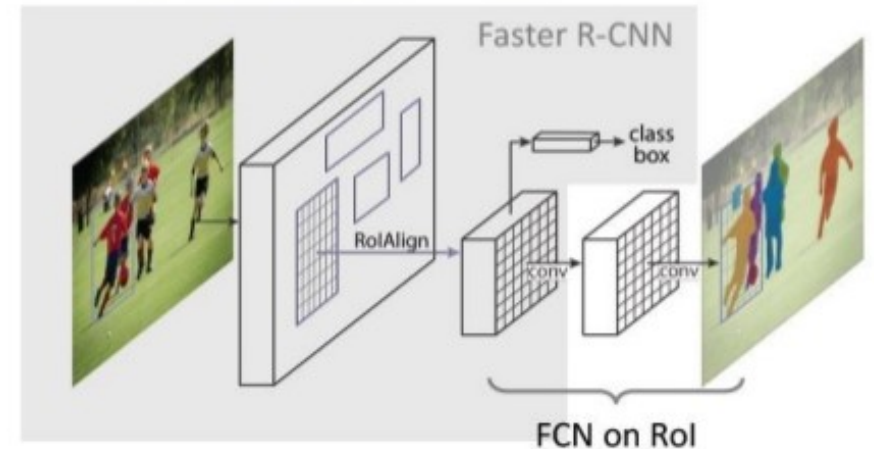 Faster R-CNN
class
box
RoIAlign
conv
conv
FCN on RoI